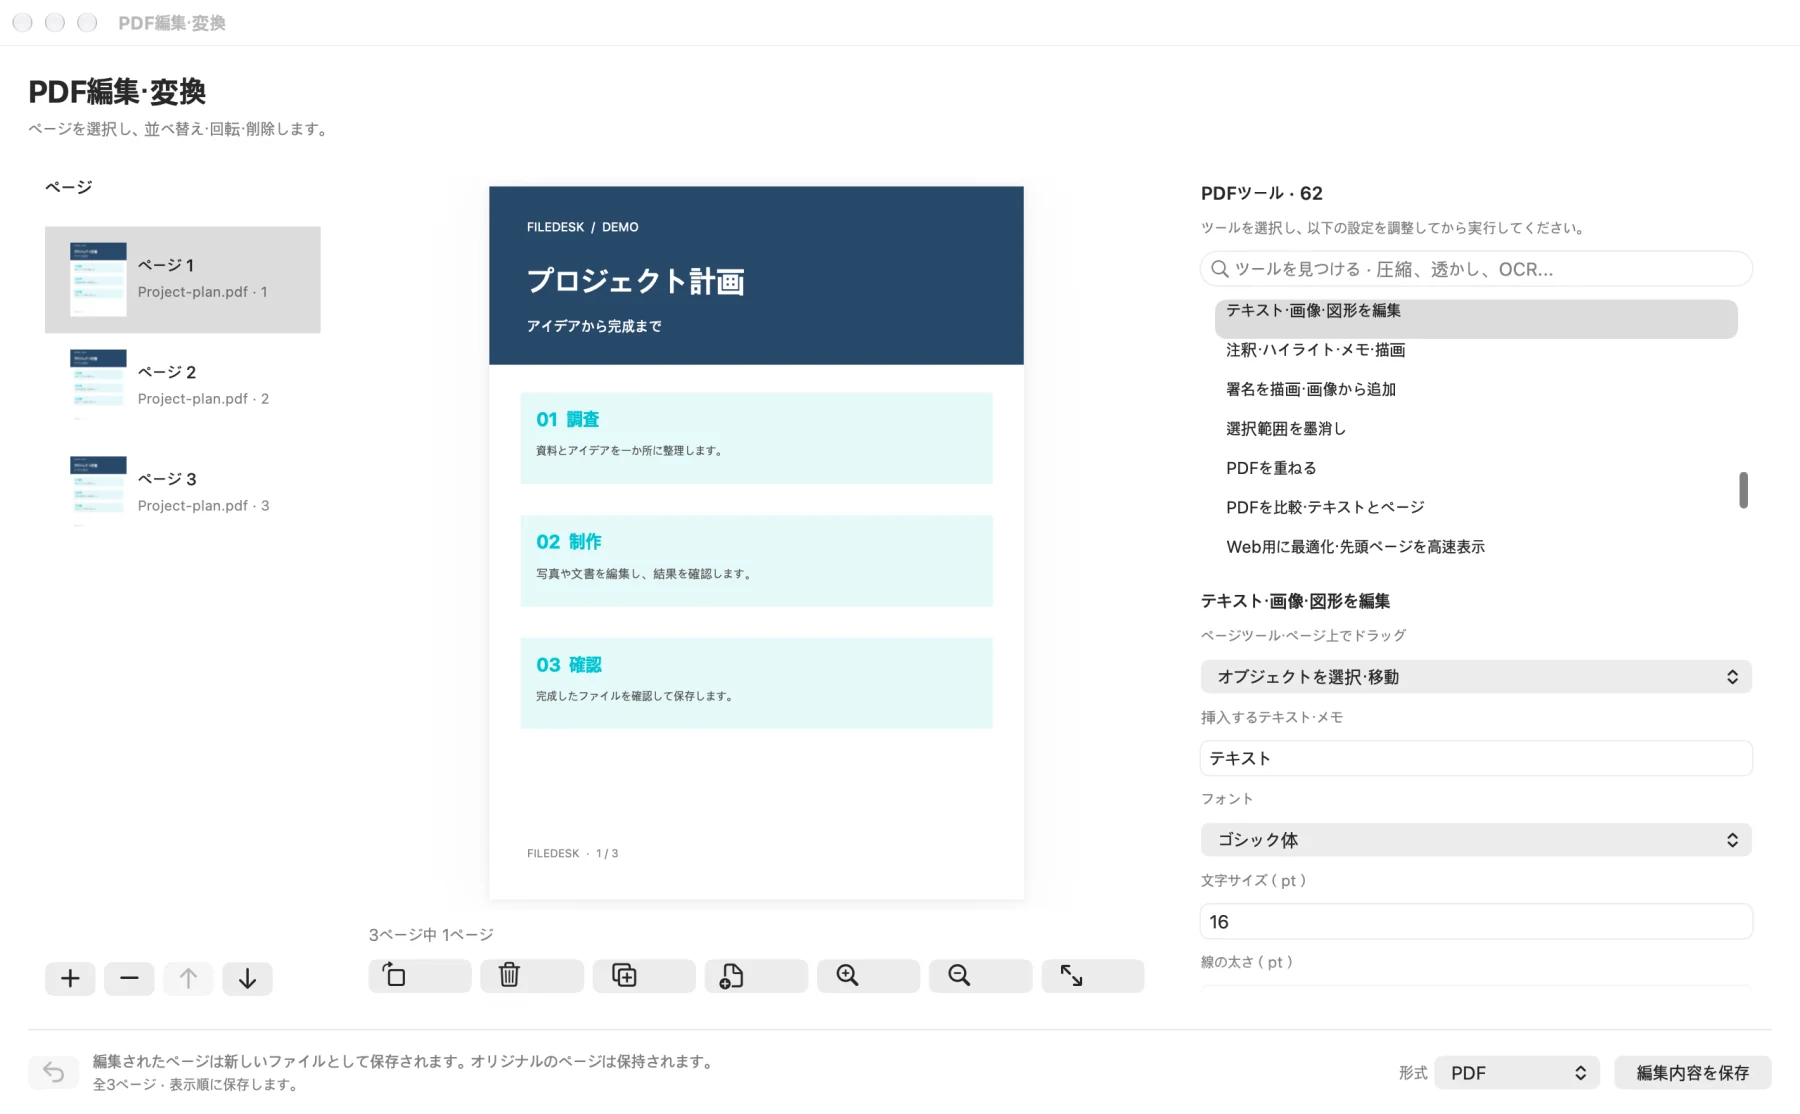 PDF編集·変換
PDF編集·変換
ページを選択し、並べ替え·回転·削除します。
ページ
ページ 1
Project-plan.pdf · 1
ページ 2
Project-plan.pdf · 2
ページ 3
Project-plan.pdf · 3
FILEDESK / DEMO
プロジェクト計画
アイデアから完成まで
01 調査
資料とアイデアを一か所に整理します。
02 制作
写真や文書を編集し、結果を確認します。
03 確認
完成したファイルを確認して保存します。
FILEDESK · 1 / 3
3ページ中 1ページ
PDFツール · 62
ツールを選択し、以下の設定を調整してから実行してください。
ツールを見つける · 圧縮、透かし、OCR...
テキスト·画像·図形を編集
注釈·ハイライト·メモ·描画
署名を描画·画像から追加
選択範囲を墨消し
PDFを重ねる
PDFを比較·テキストとページ
Web用に最適化·先頭ページを高速表示
テキスト·画像·図形を編集
ページツール·ページ上でドラッグ
オブジェクトを選択·移動
挿入するテキスト·メモ
テキスト
フォント
ゴシック体
文字サイズ ( pt )
16
線の太さ ( pt )
編集されたページは新しいファイルとして保存されます。オリジナルのページは保持されます。
全3ページ · 表示順に保存します。
形式
PDF
編集内容を保存